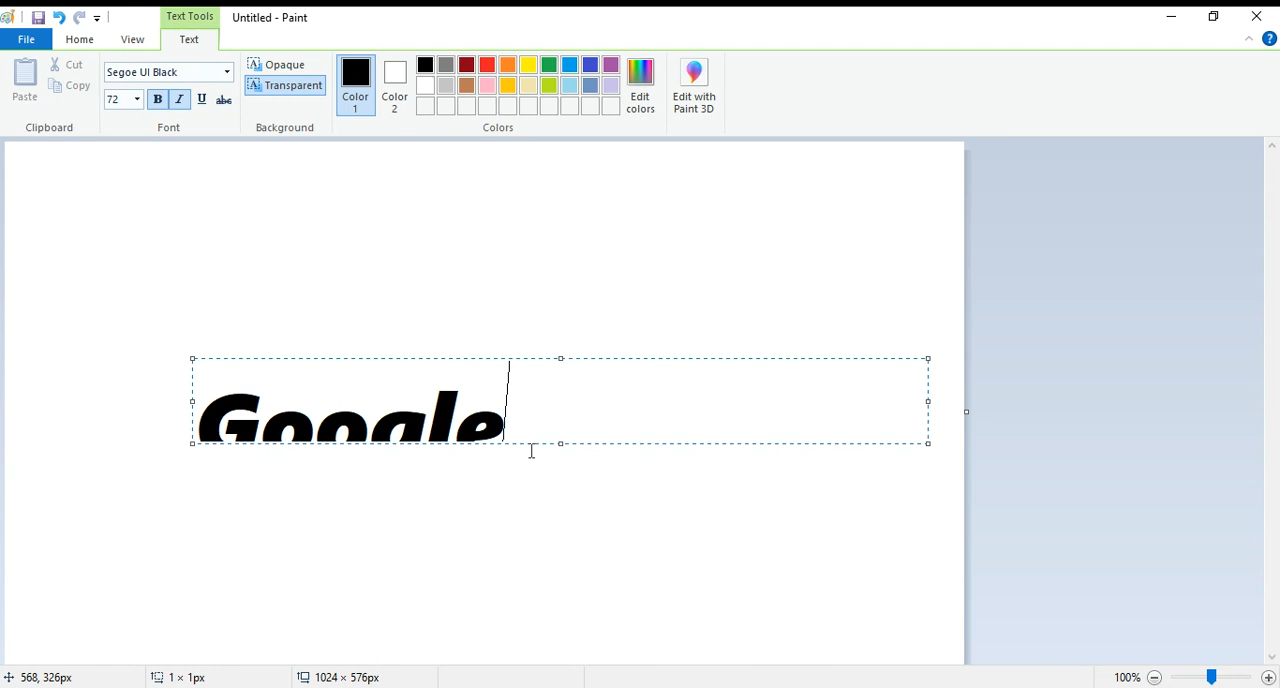 Text Tools Untitled - Paint
File Home View Text
Paste Cut Copy
Clipboard
Segoe UI Black
72 B I U abc
Font
Opaque
Transparent
Background
Color 1
Color 2
Edit colors
Colors
Edit with Paint 3D
Google
568, 326px 1 × 1px 1024 × 576px 100%